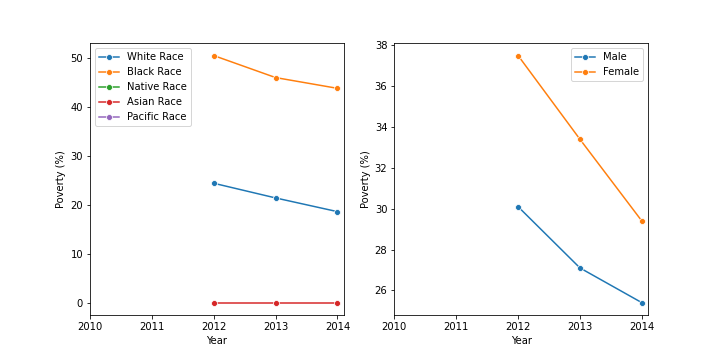 White Race
Black Race
Native Race
Asian Race
Pacific Race
50
40
30
20
10
0
Poverty (%)
2010 2011 2012 2013 2014
Year
Male
Female
38
36
34
32
30
28
26
Poverty (%)
2010 2011 2012 2013 2014
Year